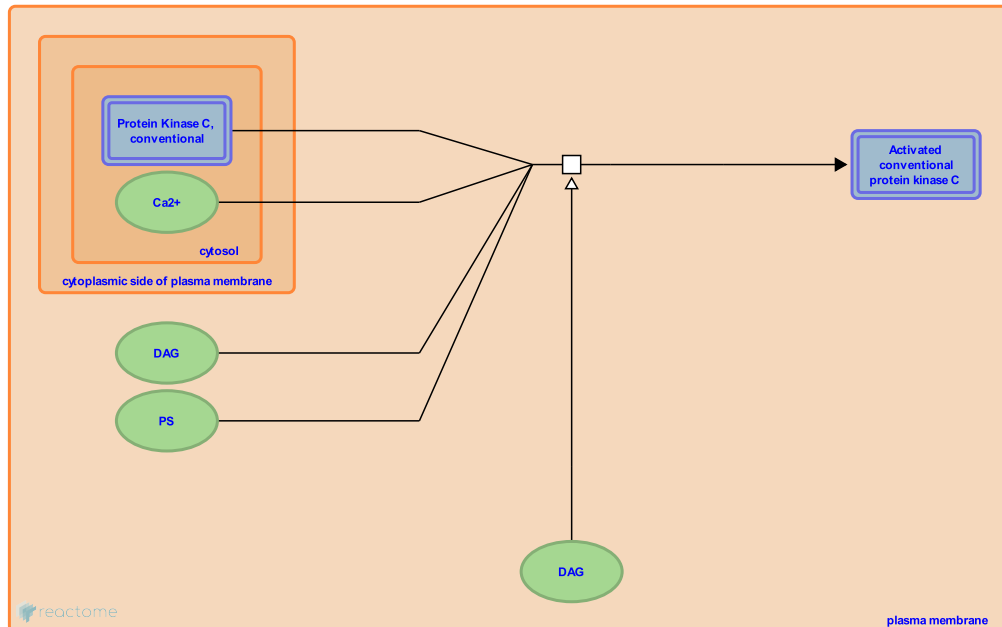 Protein Kinase C,
conventional
Ca2+
cytosol
cytoplasmic side of plasma membrane
DAG
PS
Activated
conventional
protein kinase C
DAG
reactome
plasma membrane